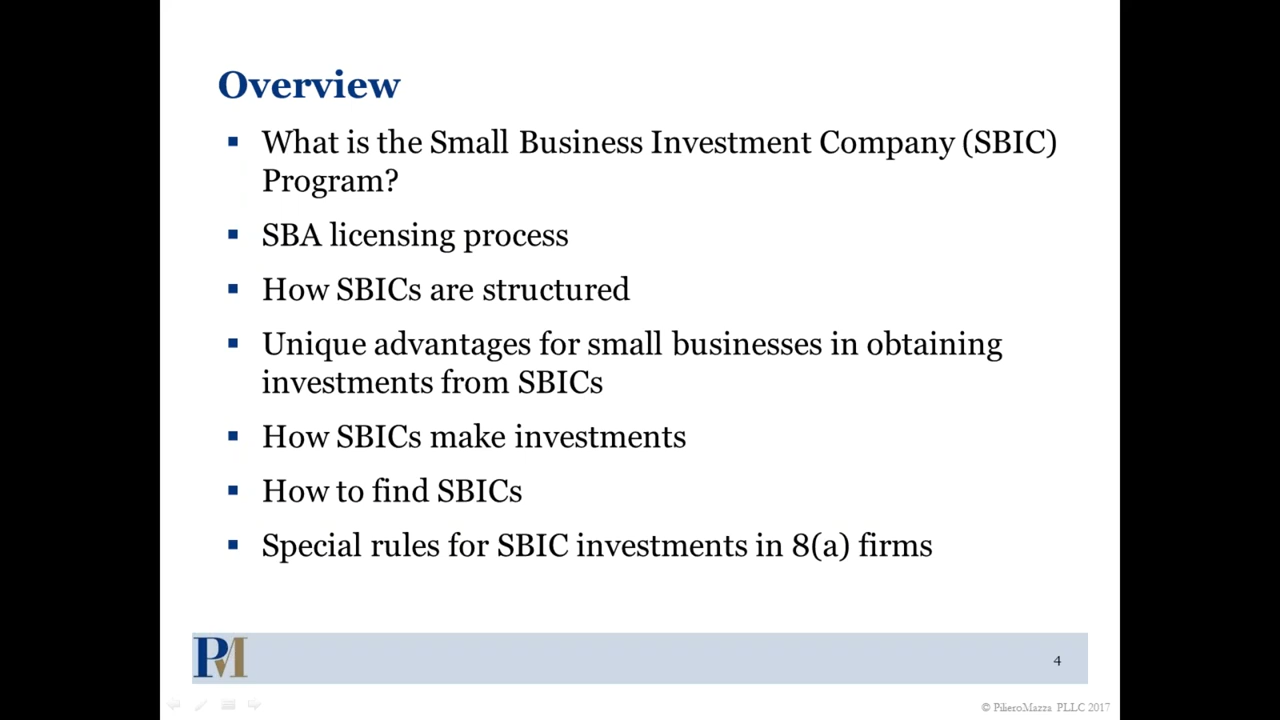 Overview
What is the Small Business Investment Company (SBIC)
Program?
SBA licensing process
How SBICs are structured
Unique advantages for small businesses in obtaining
investments from SBICs
How SBICs make investments
How to find SBICs
Special rules for SBIC investments in 8(a) firms
PM
4
© PilieroMazza PLLC 2017